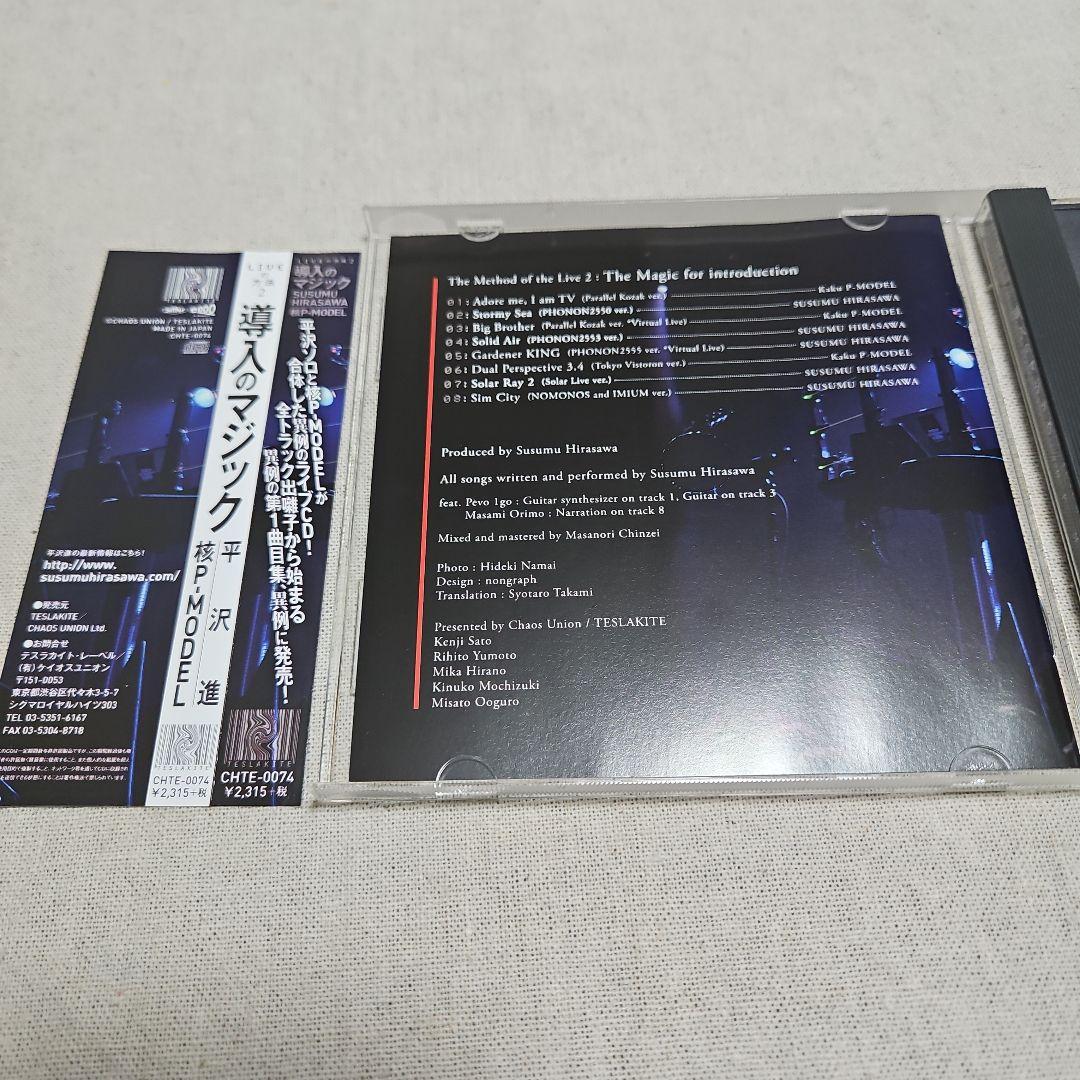 TESLAKITE
©CHAOS UNION / TESLAKITE
MADE IN JAPAN
CHTE-0074
平沢進の最新情報はこちら!
http://www.
susumuhirasawa.com/
●発売元
TESLAKITE/
CHAOS UNION Ltd.
●お問合せ
テスラカイト・レーベル/
(有)ケイオスユニオン
〒151-0053
東京都渋谷区代々木3-5-7
シグマロイヤルハイツ303
TEL 03-5351-6167
FAX 03-5304-8718
LIVEの方法2
導入のマジック
平沢進
核P-MODEL
TESLAKITE
CHTE-0074
¥2,315+税
導入の
マジック
SUSUMU
HIRASAWA
核P-MODEL
平沢ソロと核P-MODELが
合体した異例のライブCD!
全トラック出囃子から始まる
異例の第1曲目集、異例に発売!
TESLAKITE
CHTE-0074
¥2,315+税
The Method of the Live 2 : The Magic for introduction
01: Adore me, I am TV (Parallel Kozak ver.) Kaku P-MODEL
02: Stormy Sea (PHONON2550 ver.) SUSUMU HIRASAWA
03: Big Brother (Parallel Kozak ver. *Virtual Live) Kaku P-MODEL
04: Solid Air (PHONON2553 ver.) SUSUMU HIRASAWA
05: Gardener KING (PHONON2555 ver. *Virtual Live) SUSUMU HIRASAWA
06: Dual Perspective 3.4 (Tokyo Vistoron ver.) Kaku P-MODEL
07: Solar Ray 2 (Solar Live ver.) SUSUMU HIRASAWA
08: Sim City (NOMONOS and IMIUM ver.) SUSUMU HIRASAWA
Produced by Susumu Hirasawa
All songs written and performed by Susumu Hirasawa
feat. Pevo 1go : Guitar synthesizer on track 1, Guitar on track 3
Masami Orimo : Narration on track 8
Mixed and mastered by Masanori Chinzei
Photo : Hideki Namai
Design : nongraph
Translation : Syotaro Takami
Presented by Chaos Union / TESLAKITE
Kenji Sato
Rihito Yumoto
Mika Hirano
Kinuko Mochizuki
Misato Ooguro